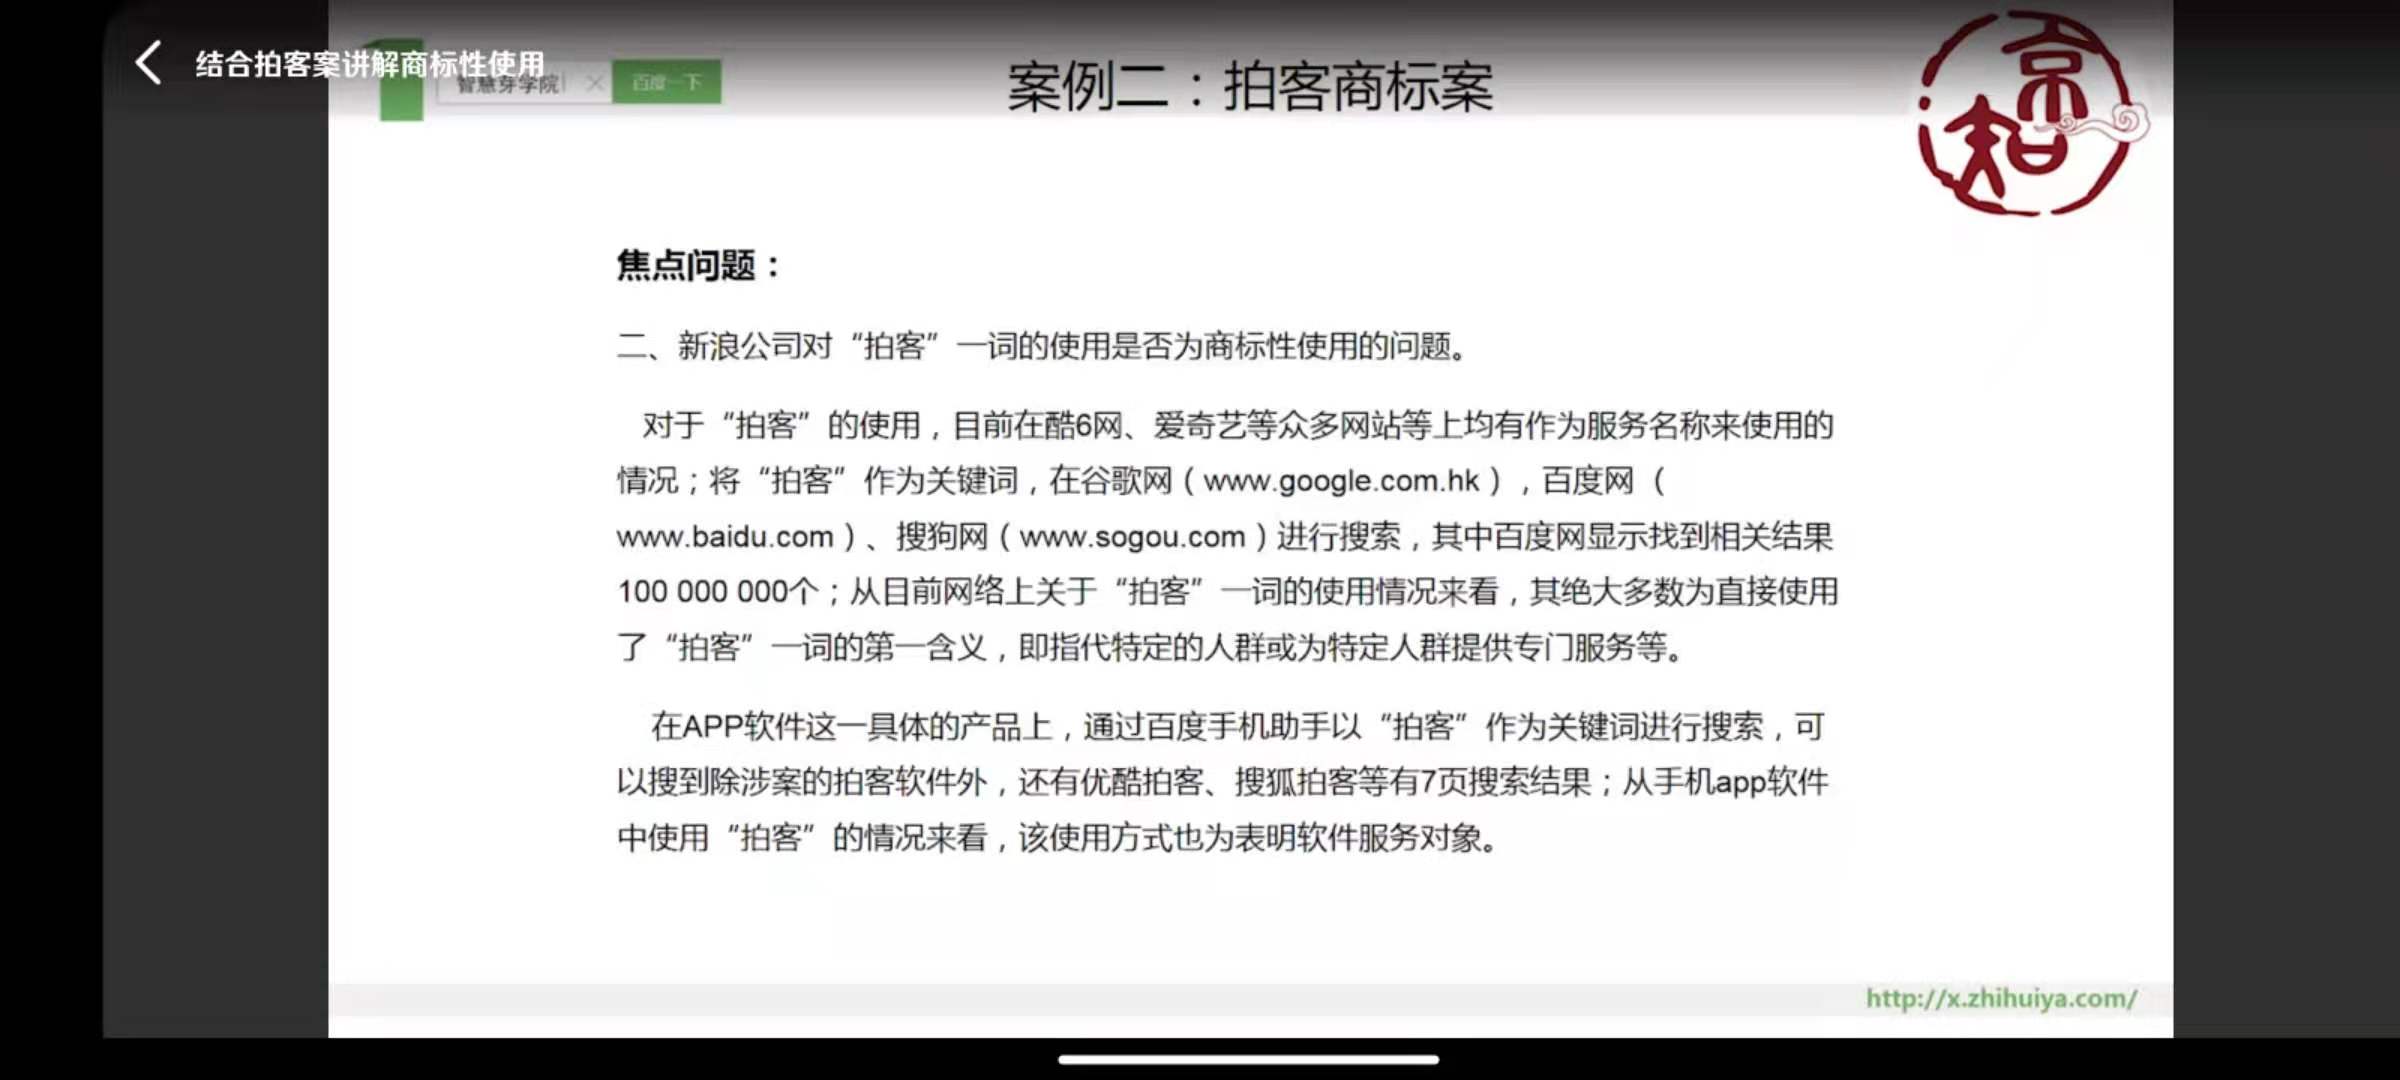 结合拍客案讲解商标性使用
智慧芽学院
百度一下
案例二：拍客商标案
京知
焦点问题：
二、新浪公司对“拍客”一词的使用是否为商标性使用的问题。
对于“拍客”的使用，目前在酷6网、爱奇艺等众多网站等上均有作为服务名称来使用的
情况；将“拍客”作为关键词，在谷歌网（www.google.com.hk），百度网（
www.baidu.com）、搜狗网（www.sogou.com）进行搜索，其中百度网显示找到相关结果
100 000 000个；从目前网络上关于“拍客”一词的使用情况来看，其绝大多数为直接使用
了“拍客”一词的第一含义，即指代特定的人群或为特定人群提供专门服务等。
在APP软件这一具体的产品上，通过百度手机助手以“拍客”作为关键词进行搜索，可
以搜到除涉案的拍客软件外，还有优酷拍客、搜狐拍客等有7页搜索结果；从手机app软件
中使用“拍客”的情况来看，该使用方式也为表明软件服务对象。
http://x.zhihuiya.com/